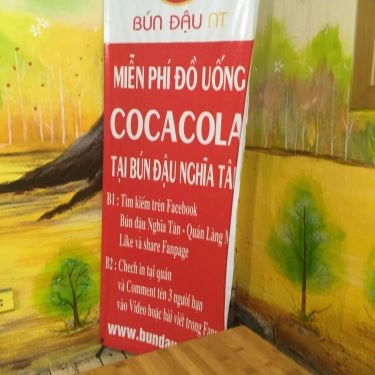 BÚN ĐẬU NT
MIỄN PHÍ ĐỒ UỐNG
COCACOLA
TẠI BÚN ĐẬU NGHĨA TÂ
B1 : Tìm kiếm trên Facebook
Bún đậu Nghĩa Tân - Quán Làng M
Like và share Fanpage
B2 : Chech in tại quán
và Comment tên 3 người bạn
vào Video hoặc bài viết trong Fanp
www.bundau